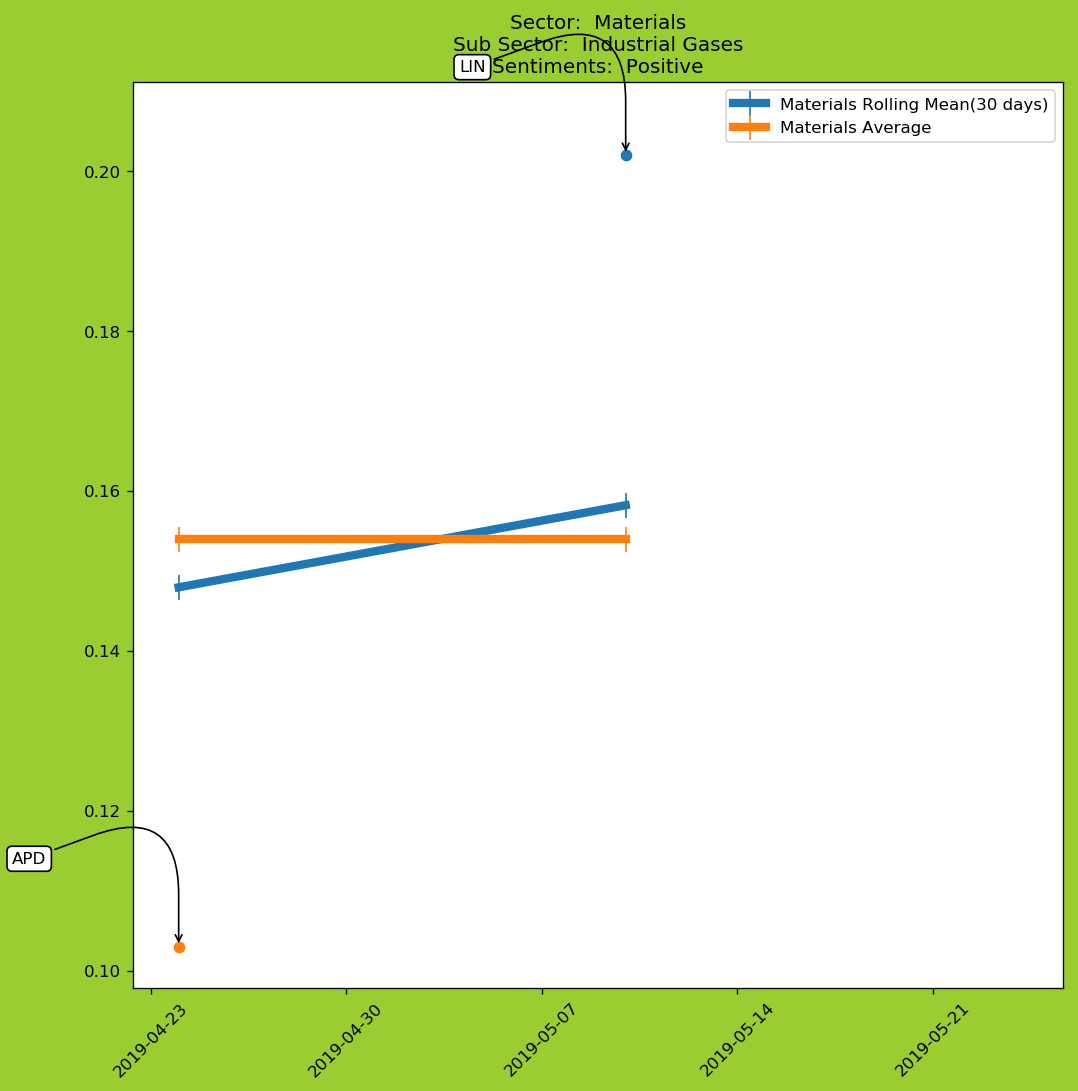 Sector:  Materials
Sub Sector:  Industrial Gases
Sentiments:  Positive
LIN
Materials Rolling Mean(30 days)
Materials Average
0.20
0.18
0.16
0.14
0.12
APD
0.10
2019-04-23
2019-04-30
2019-05-07
2019-05-14
2019-05-21